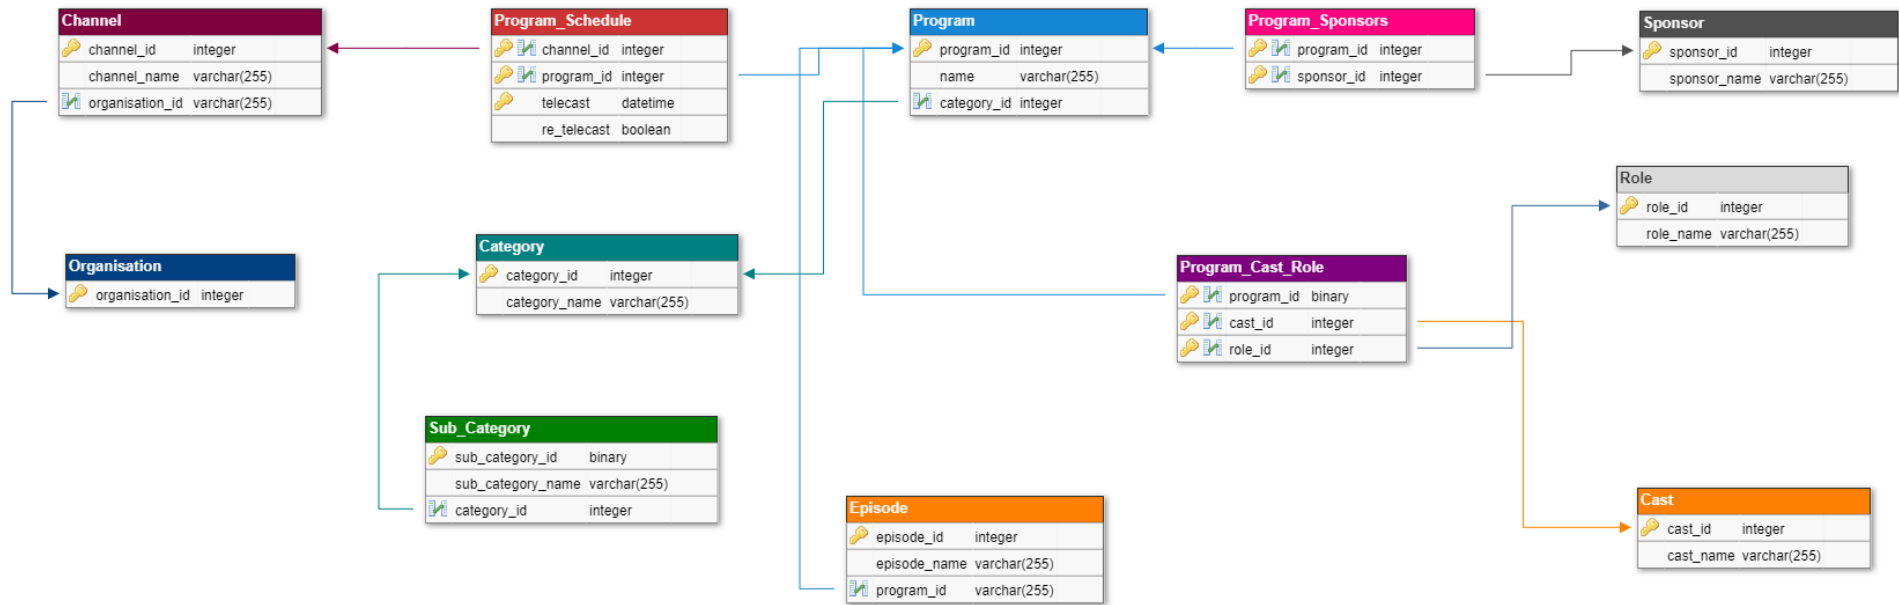 Channel
channel_id integer
channel_name varchar(255)
organisation_id varchar(255)
Program_Schedule
channel_id integer
program_id integer
telecast datetime
re_telecast boolean
Program
program_id integer
name varchar(255)
category_id integer
Program_Sponsors
program_id integer
sponsor_id integer
Sponsor
sponsor_id integer
sponsor_name varchar(255)
Role
role_id integer
role_name varchar(255)
Organisation
organisation_id integer
Category
category_id integer
category_name varchar(255)
Program_Cast_Role
program_id binary
cast_id integer
role_id integer
Sub_Category
sub_category_id binary
sub_category_name varchar(255)
category_id integer
Episode
episode_id integer
episode_name varchar(255)
program_id varchar(255)
Cast
cast_id integer
cast_name varchar(255)